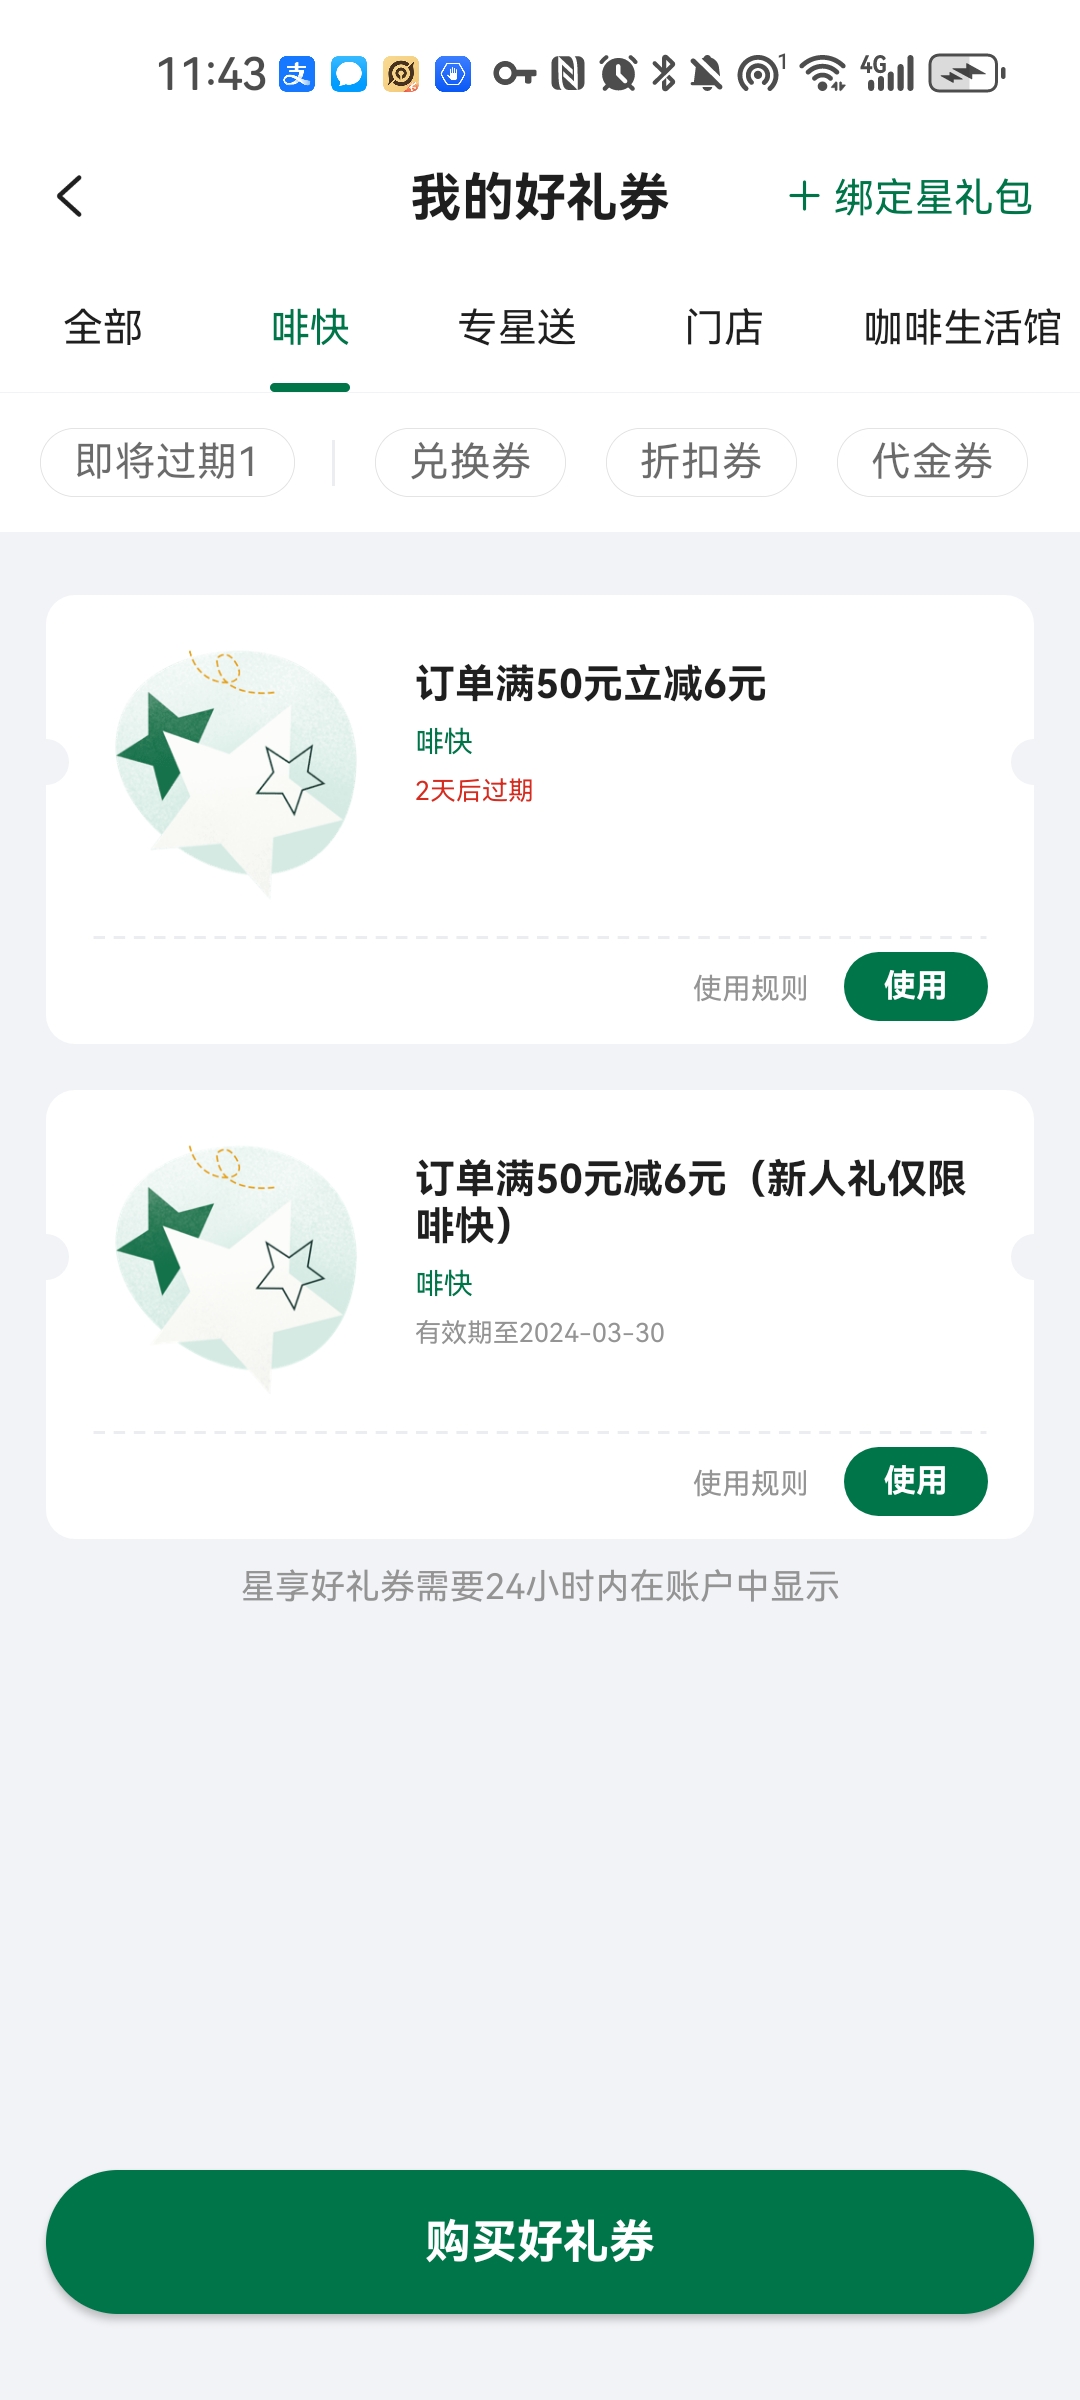 11:43
4G
1
我的好礼券
+ 绑定星礼包
全部 啡快 专星送 门店 咖啡生活馆
即将过期1 兑换券 折扣券 代金券
订单满50元立减6元
啡快
2天后过期
使用规则 使用
订单满50元减6元（新人礼仅限
啡快）
啡快
有效期至2024-03-30
使用规则 使用
星享好礼券需要24小时内在账户中显示
购买好礼券